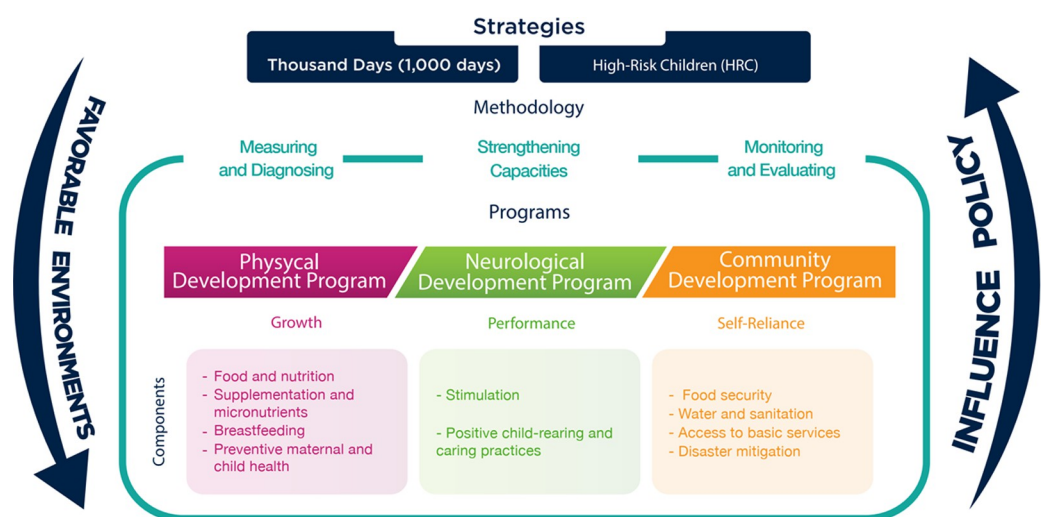 Strategies
Thousand Days (1,000 days)
High-Risk Children (HRC)
Methodology
Measuring
and Diagnosing
Strengthening
Capacities
Monitoring
and Evaluating
Programs
Physycal
Development Program
Neurological
Development Program
Community
Development Program
Growth
Performance
Self-Reliance
Components
- Food and nutrition
- Supplementation and
micronutrients
- Breastfeeding
- Preventive maternal and
child health
- Stimulation
- Positive child-rearing and
caring practices
- Food security
- Water and sanitation
- Access to basic services
- Disaster mitigation
FAVORABLE ENVIRONMENTS
INFLUENCE POLICY